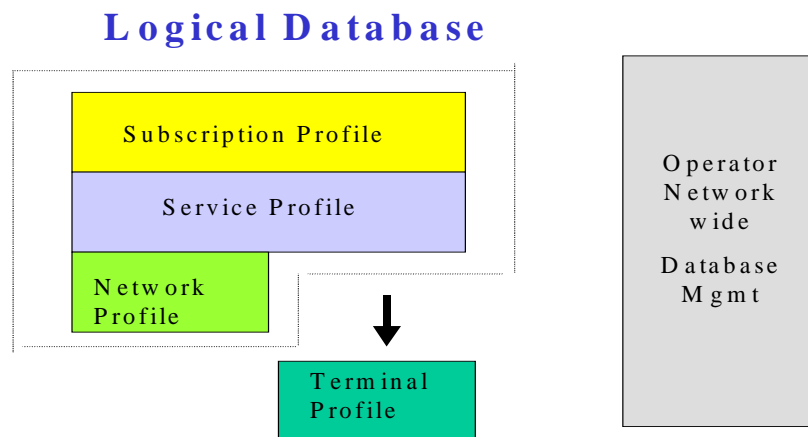 Logical Database
Subscription Profile
Service Profile
Network
Profile
Terminal
Profile
Operator
Network
wide
Database
Mgmt